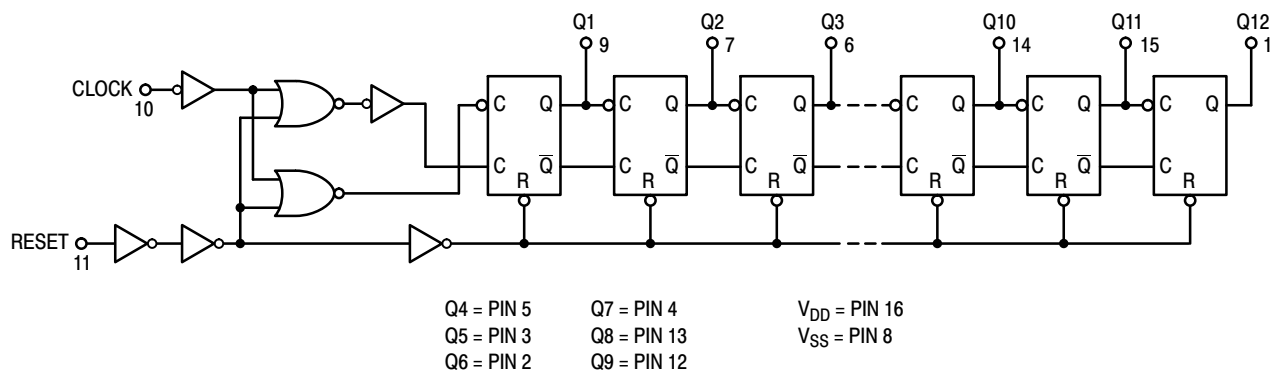 Q1 Q2 Q3 Q10 Q11 Q12
9 7 6 14 15 1
CLOCK
10
C Q C Q C Q C Q C Q C Q
C Q̅ C Q̅ C Q̅ C Q̅ C Q̅ C
R R R R R R
RESET
11
Q4 = PIN 5 Q7 = PIN 4 V_DD = PIN 16
Q5 = PIN 3 Q8 = PIN 13 V_SS = PIN 8
Q6 = PIN 2 Q9 = PIN 12